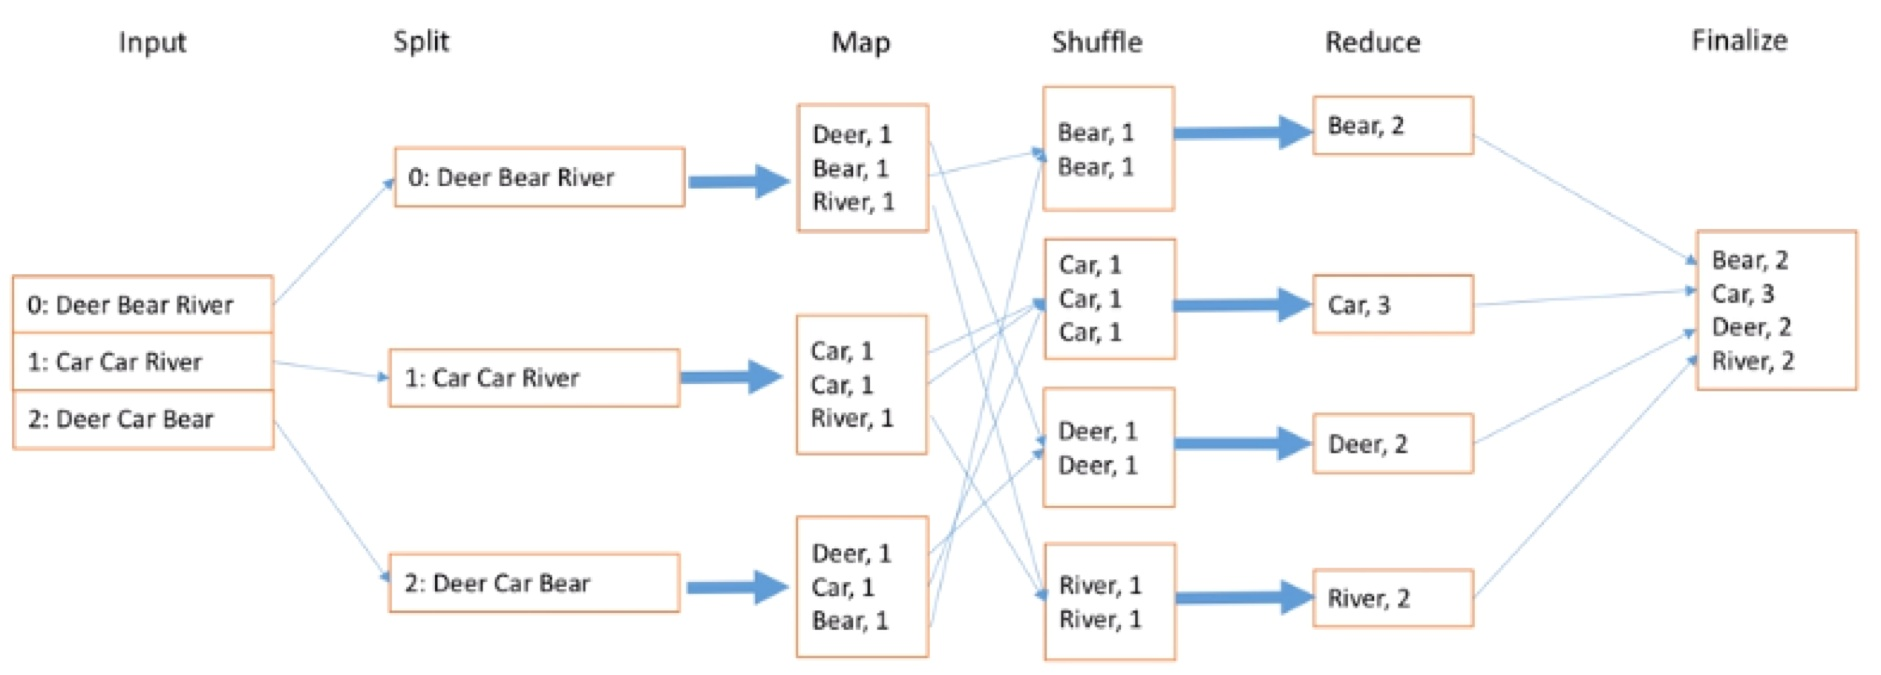 Input
Split
Map
Shuffle
Reduce
Finalize
0: Deer Bear River
1: Car Car River
2: Deer Car Bear
0: Deer Bear River
1: Car Car River
2: Deer Car Bear
Deer, 1
Bear, 1
River, 1
Car, 1
Car, 1
River, 1
Deer, 1
Car, 1
Bear, 1
Bear, 1
Bear, 1
Car, 1
Car, 1
Car, 1
Deer, 1
Deer, 1
River, 1
River, 1
Bear, 2
Car, 3
Deer, 2
River, 2
Bear, 2
Car, 3
Deer, 2
River, 2